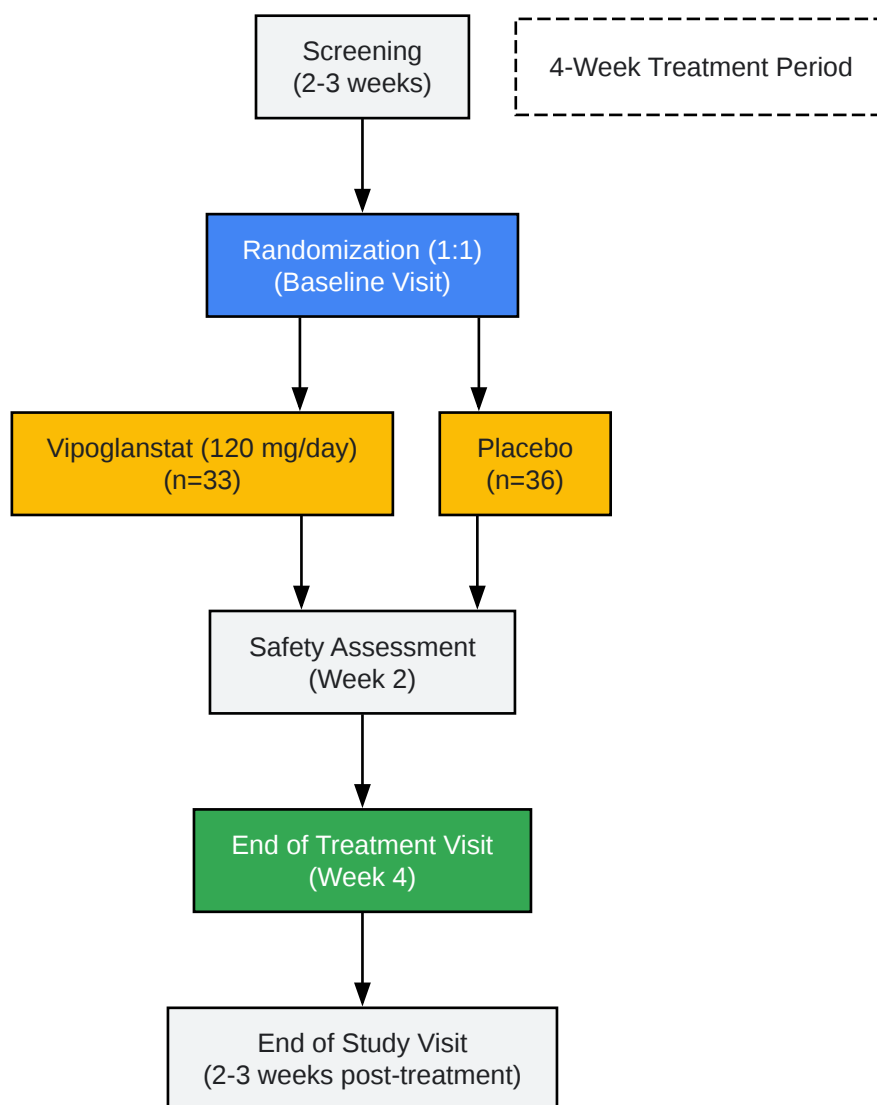 Screening
(2-3 weeks)
4-Week Treatment Period
Randomization (1:1)
(Baseline Visit)
Vipoglanstat (120 mg/day)
(n=33)
Placebo
(n=36)
Safety Assessment
(Week 2)
End of Treatment Visit
(Week 4)
End of Study Visit
(2-3 weeks post-treatment)